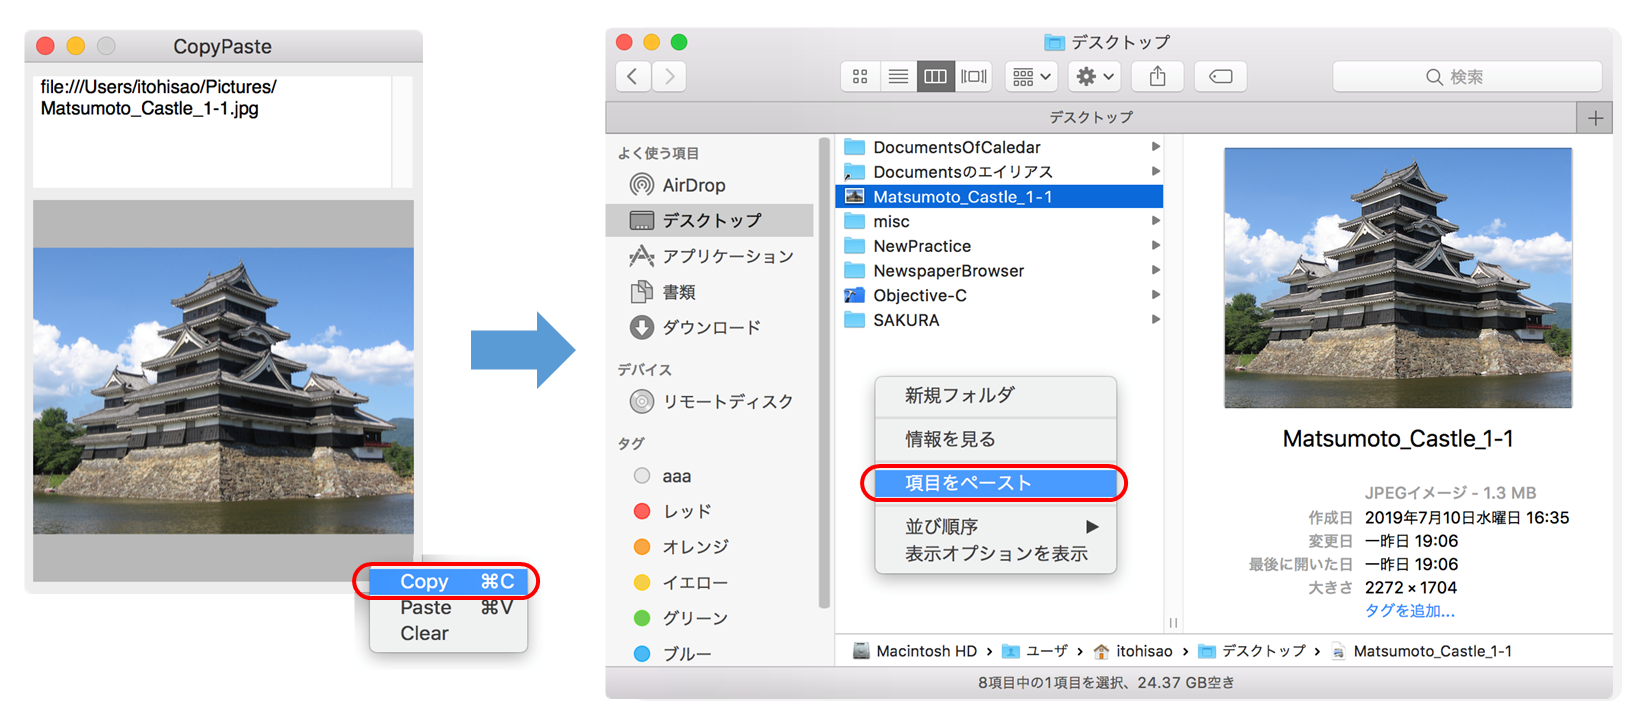 CopyPaste
file:///Users/itohisao/Pictures/
Matsumoto_Castle_1-1.jpg
Copy ⌘C
Paste ⌘V
Clear
デスクトップ
検索
デスクトップ
よく使う項目
AirDrop
デスクトップ
アプリケーション
書類
ダウンロード
デバイス
リモートディスク
タグ
aaa
レッド
オレンジ
イエロー
グリーン
ブルー
DocumentsOfCaledar
Documentsのエイリアス
Matsumoto_Castle_1-1
misc
NewPractice
NewspaperBrowser
Objective-C
SAKURA
新規フォルダ
情報を見る
項目をペースト
並び順序
表示オプションを表示
Matsumoto_Castle_1-1
JPEGイメージ - 1.3 MB
作成日 2019年7月10日水曜日 16:35
変更日 一昨日 19:06
最後に開いた日 一昨日 19:06
大きさ 2272 × 1704
タグを追加...
Macintosh HD › ユーザ › itohisao › デスクトップ › Matsumoto_Castle_1-1
8項目中の1項目を選択、24.37 GB空き